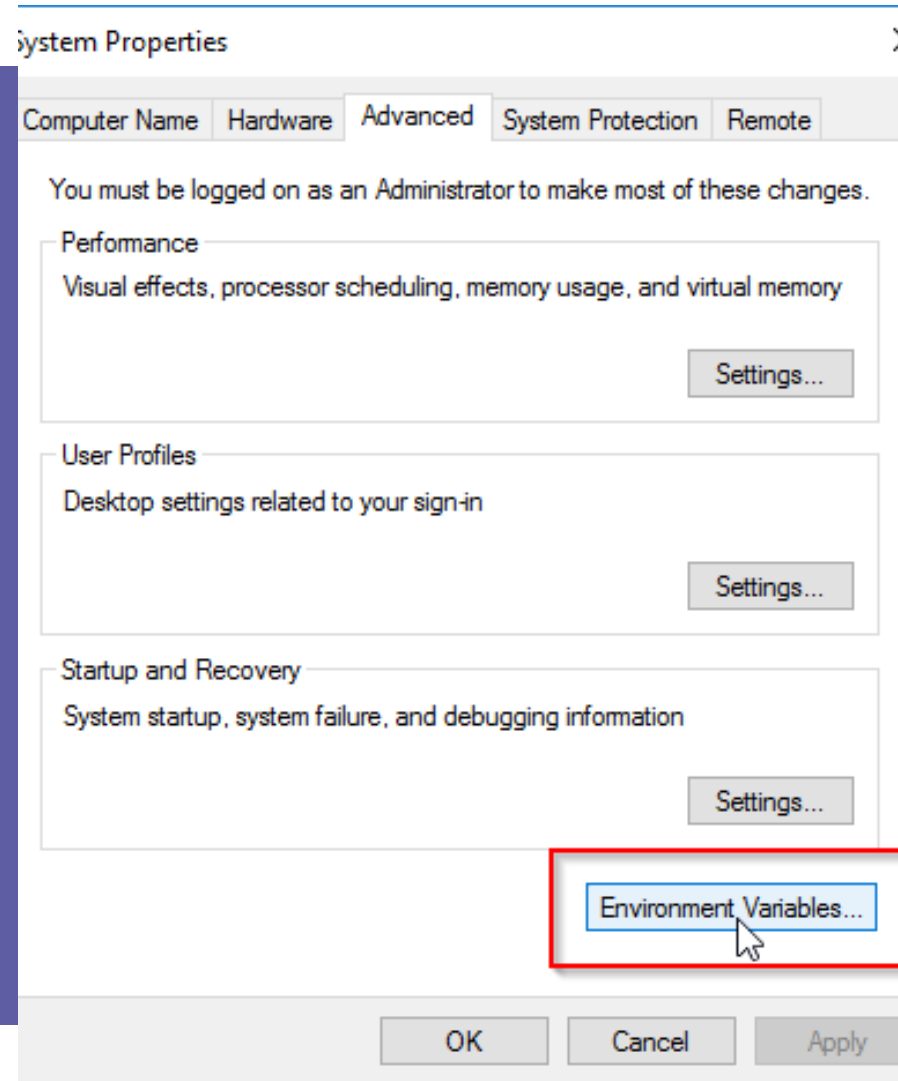 System Properties
Computer Name Hardware Advanced System Protection Remote
You must be logged on as an Administrator to make most of these changes.
Performance
Visual effects, processor scheduling, memory usage, and virtual memory
Settings...
User Profiles
Desktop settings related to your sign-in
Settings...
Startup and Recovery
System startup, system failure, and debugging information
Settings...
Environment Variables...
OK Cancel Apply